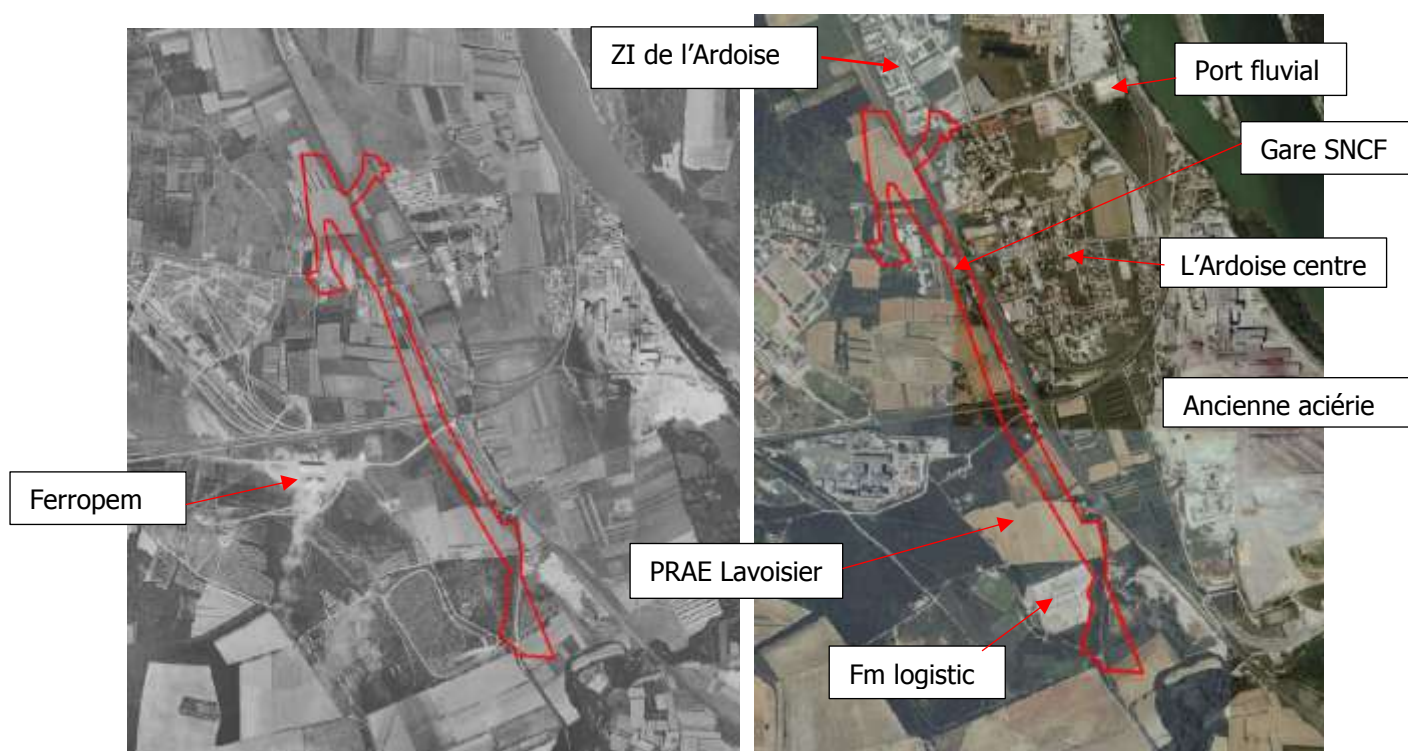 ZI de l’Ardoise
Port fluvial
Gare SNCF
L’Ardoise centre
Ancienne aciérie
Ferropem
PRAE Lavoisier
Fm logistic